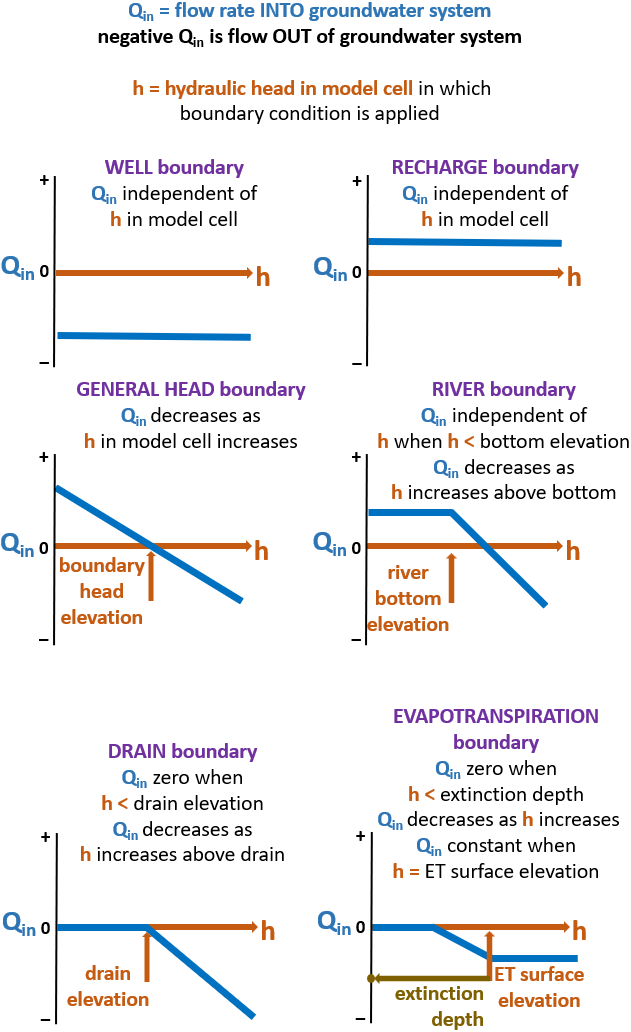 Qin = flow rate INTO groundwater system
negative Qin is flow OUT of groundwater system
h = hydraulic head in model cell in which
boundary condition is applied
WELL boundary
Qin independent of
h in model cell
+
Qin 0
h
–
RECHARGE boundary
Qin independent of
h in model cell
+
Qin 0
h
–
GENERAL HEAD boundary
Qin decreases as
h in model cell increases
+
Qin 0
h
boundary
head
elevation
–
RIVER boundary
Qin independent of
h when h < bottom elevation
Qin decreases as
h increases above bottom
+
Qin 0
h
river
bottom
elevation
–
DRAIN boundary
Qin zero when
h < drain elevation
Qin decreases as
h increases above drain
+
Qin 0
h
drain
elevation
–
EVAPOTRANSPIRATION
boundary
Qin zero when
h < extinction depth
Qin decreases as h increases
Qin constant when
h = ET surface elevation
+
Qin 0
h
ET surface
elevation
extinction
depth
–